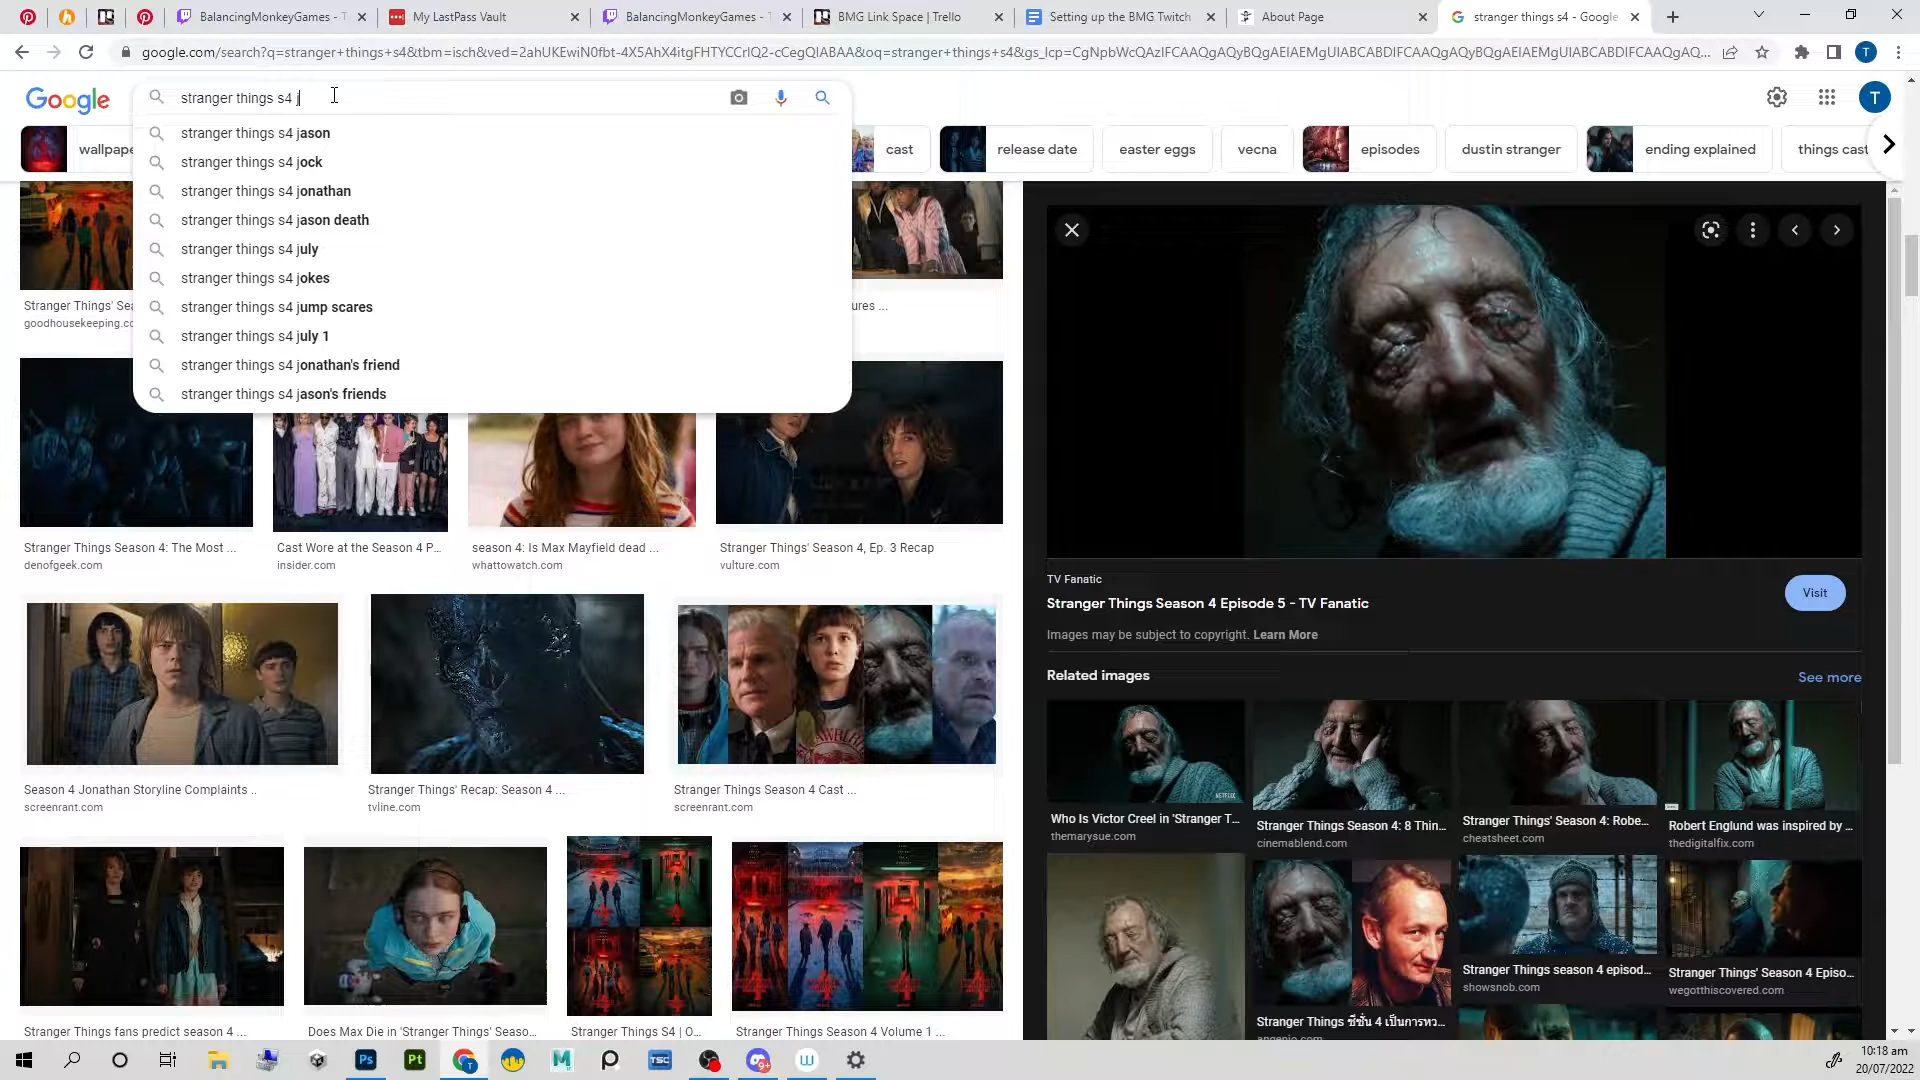 BalancingMonkeyGames - T
My LastPass Vault
BalancingMonkeyGames - T
BMG Link Space | Trello
Setting up the BMG Twitch
About Page
stranger things s4 - Google
google.com/search?q=stranger+things+s4&tbm=isch&ved=2ahUKEwiN0fbt-4X5AhX4itgFHTYCCrIQ2-cCegQIABAA&oq=stranger+things+s4&gs_lcp=CgNpbWcQAzIFCAAQgAQyBQgAEIAEMgUIABCABDIFCAAQgAQyBQgAEIAEMgUIABCABDIFCAAQgAQyBQgAEIAEMgUIABCABDIFCAAQ...
T
Google
stranger things s4 j
T
wallpape
cast
release date
easter eggs
vecna
episodes
dustin stranger
ending explained
things cast
stranger things s4 jason
stranger things s4 jock
stranger things s4 jonathan
stranger things s4 jason death
stranger things s4 july
stranger things s4 jokes
stranger things s4 jump scares
stranger things s4 july 1
stranger things s4 jonathan's friend
stranger things s4 jason's friends
Stranger Things' Sea
goodhousekeeping.co
ures ...
Stranger Things Season 4: The Most ...
denofgeek.com
Cast Wore at the Season 4 P...
insider.com
season 4: Is Max Mayfield dead ...
whattowatch.com
Stranger Things' Season 4, Ep. 3 Recap
vulture.com
Season 4 Jonathan Storyline Complaints ..
screenrant.com
Stranger Things' Recap: Season 4 ...
tvline.com
Stranger Things Season 4 Cast ...
screenrant.com
Stranger Things fans predict season 4 ...
Does Max Die in 'Stranger Things' Seaso...
Stranger Things S4 | O...
Stranger Things Season 4 Volume 1 ...
TV Fanatic
Stranger Things Season 4 Episode 5 - TV Fanatic
Images may be subject to copyright. Learn More
Visit
Related images
See more
NETFLIX
Who Is Victor Creel in 'Stranger T...
themarysue.com
Stranger Things Season 4: 8 Thin...
cinemablend.com
Stranger Things' Season 4: Robe...
cheatsheet.com
Robert Englund was inspired by ...
thedigitalfix.com
Stranger Things ซีซั่น 4 เป็นการหว...
Stranger Things season 4 episod...
showsnob.com
Stranger Things' Season 4 Episo...
wegotthiscovered.com
Ps
Pt
T
M
TSC
9+
10:18 am
20/07/2022